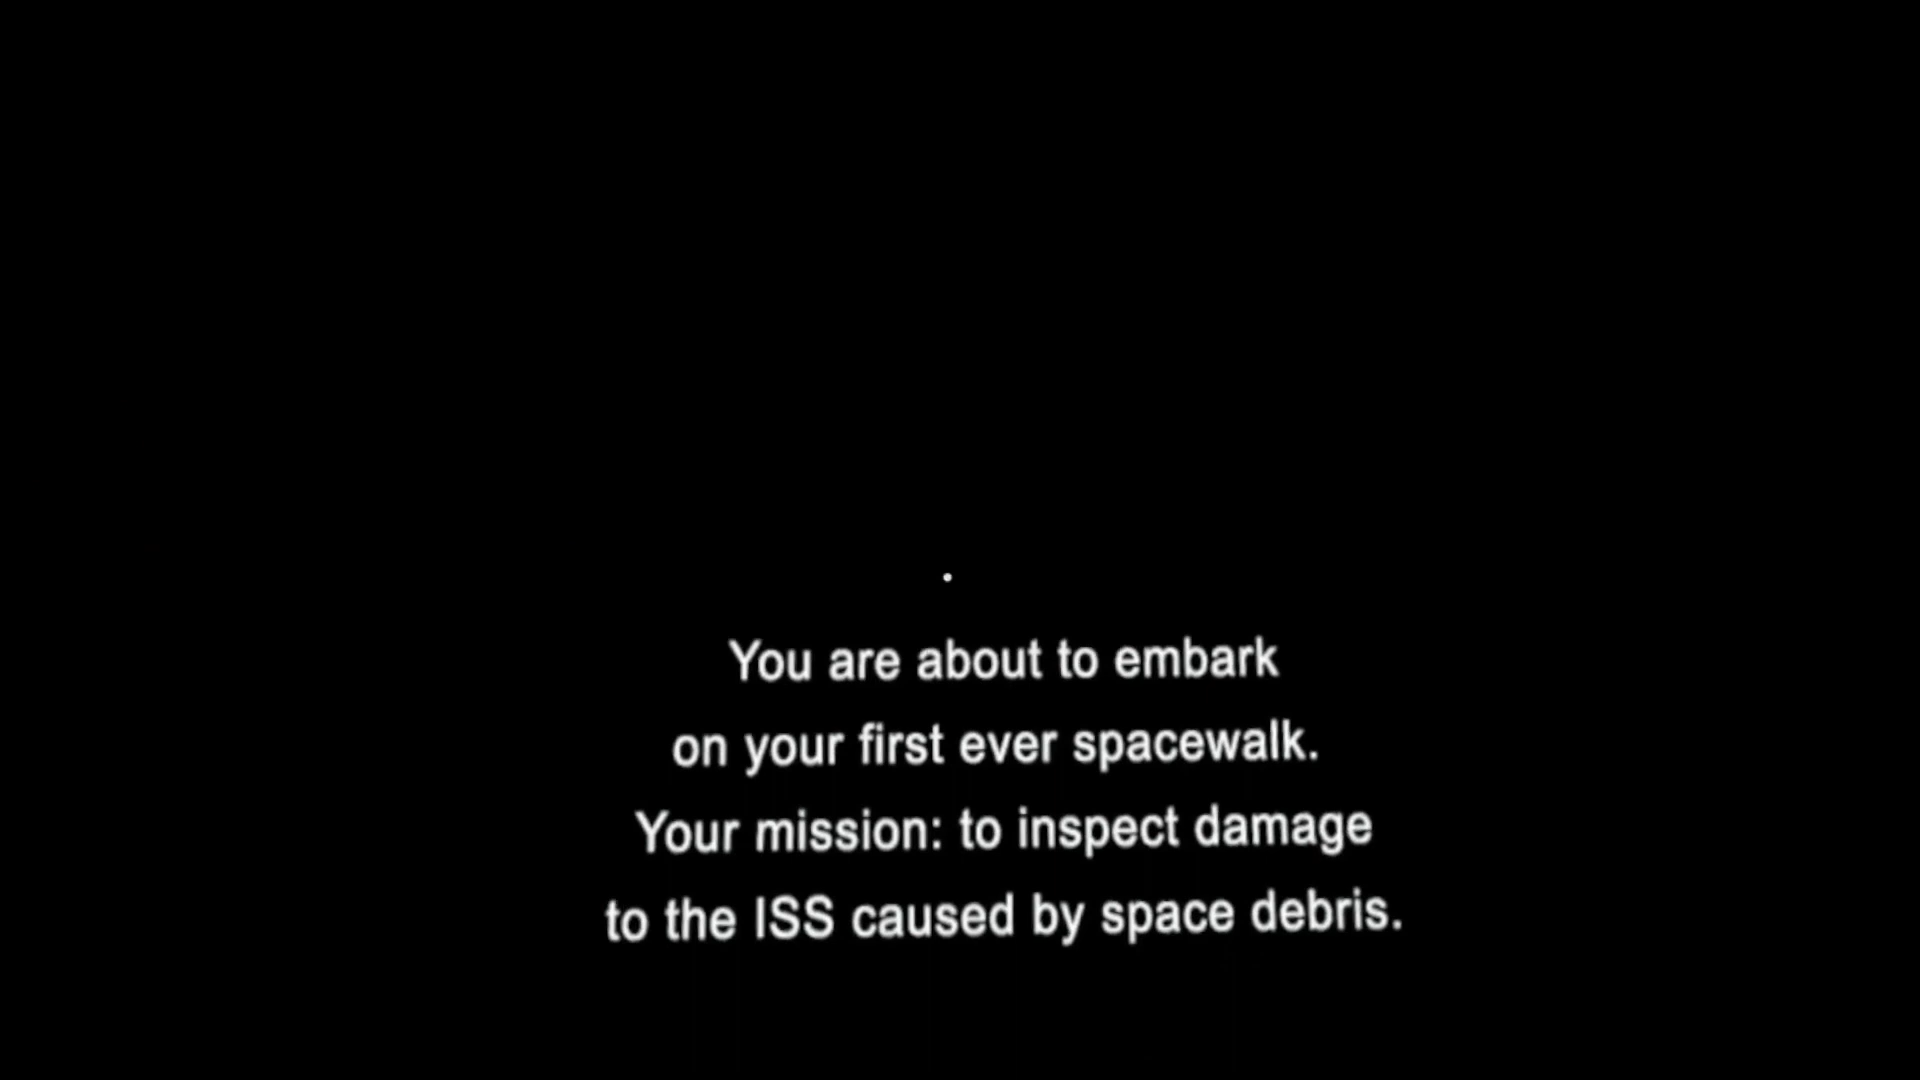 You are about to embark
on your first ever spacewalk.
Your mission: to inspect damage
to the ISS caused by space debris.